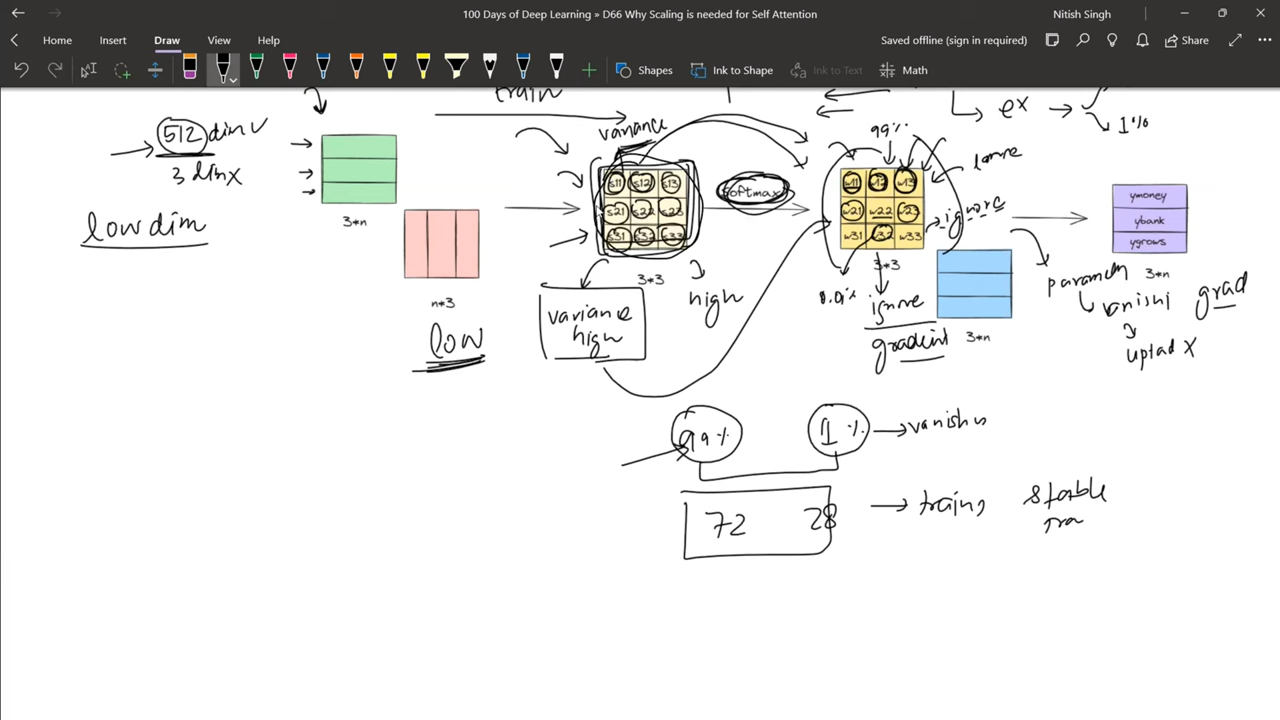 100 Days of Deep Learning » D66 Why Scaling is needed for Self Attention
Nitish Singh
Home Insert Draw View Help
Saved offline (sign in required)
Share
Shapes
Ink to Shape
Ink to Text
Math
train
ex
1%
512 dim ✓
3 dim x
low dim
3*n
n*3
low
variance
s11 s12 s13
s21 s22 s23
s31 s32 s33
3*3
variance
high
high
softmax
99%
w11 w12 w13
w21 w22 w23
w31 w32 w33
3*3
ignore
ignore
gradient
3*n
ymoney
ybank
ygrows
3*n
vanishi
grad
99% 1%
72 28
stable
tra